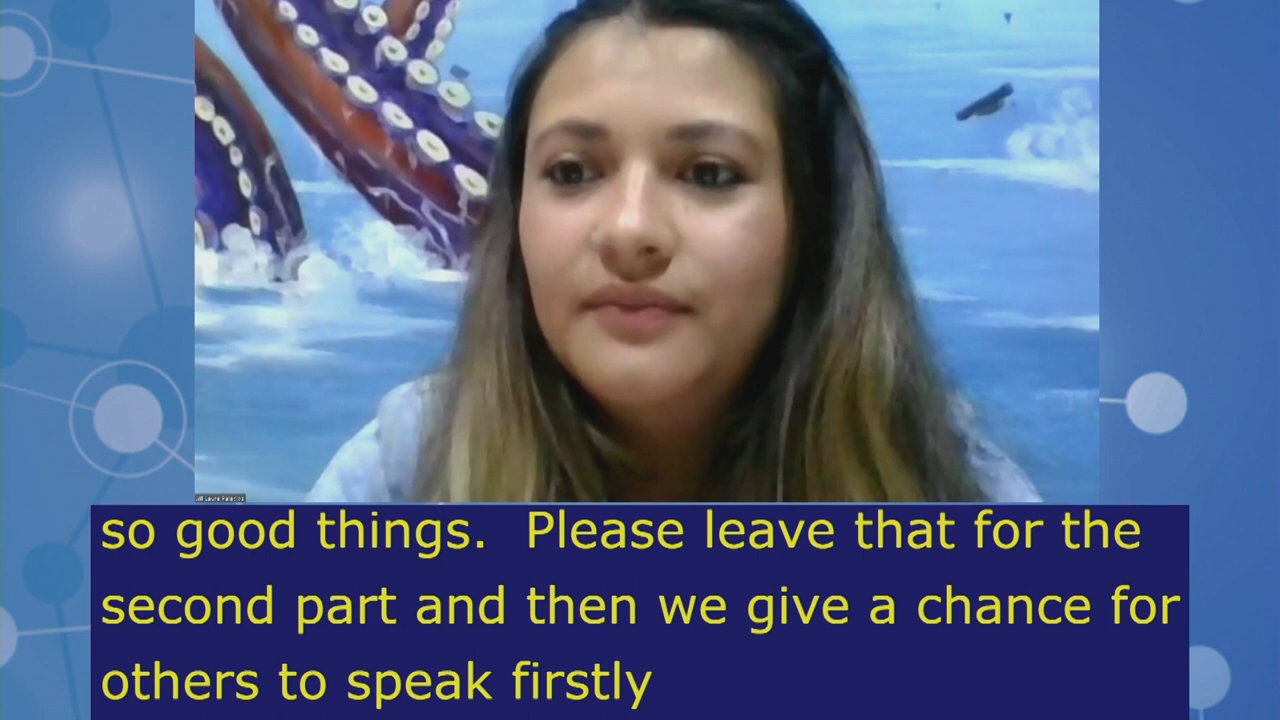 so good things.  Please leave that for the
second part and then we give a chance for
others to speak firstly